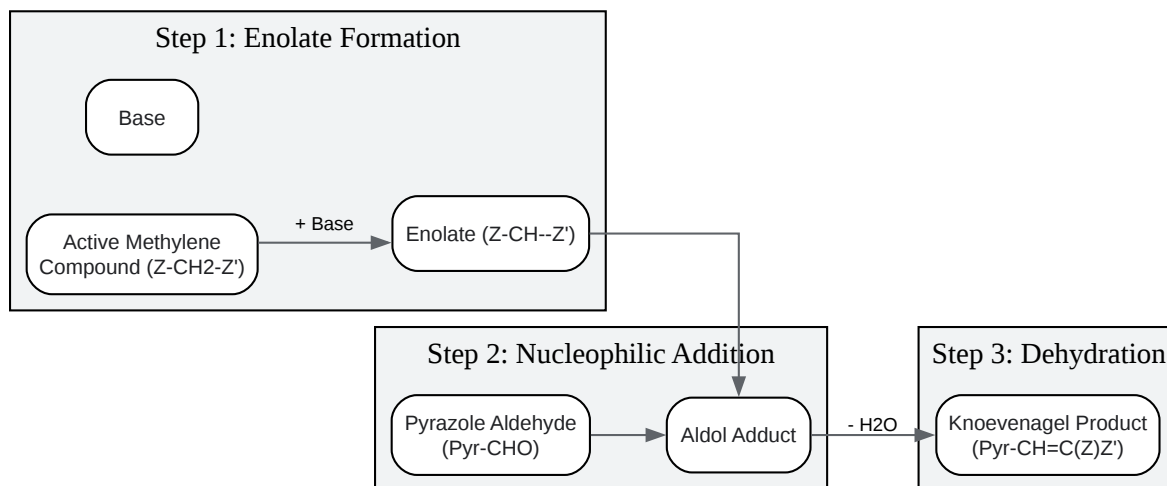 Step 1: Enolate Formation
Base
Active Methylene
Compound (Z-CH2-Z')
+ Base
Enolate (Z-CH--Z')
Step 2: Nucleophilic Addition
Pyrazole Aldehyde
(Pyr-CHO)
Aldol Adduct
- H2O
Step 3: Dehydration
Knoevenagel Product
(Pyr-CH=C(Z)Z')